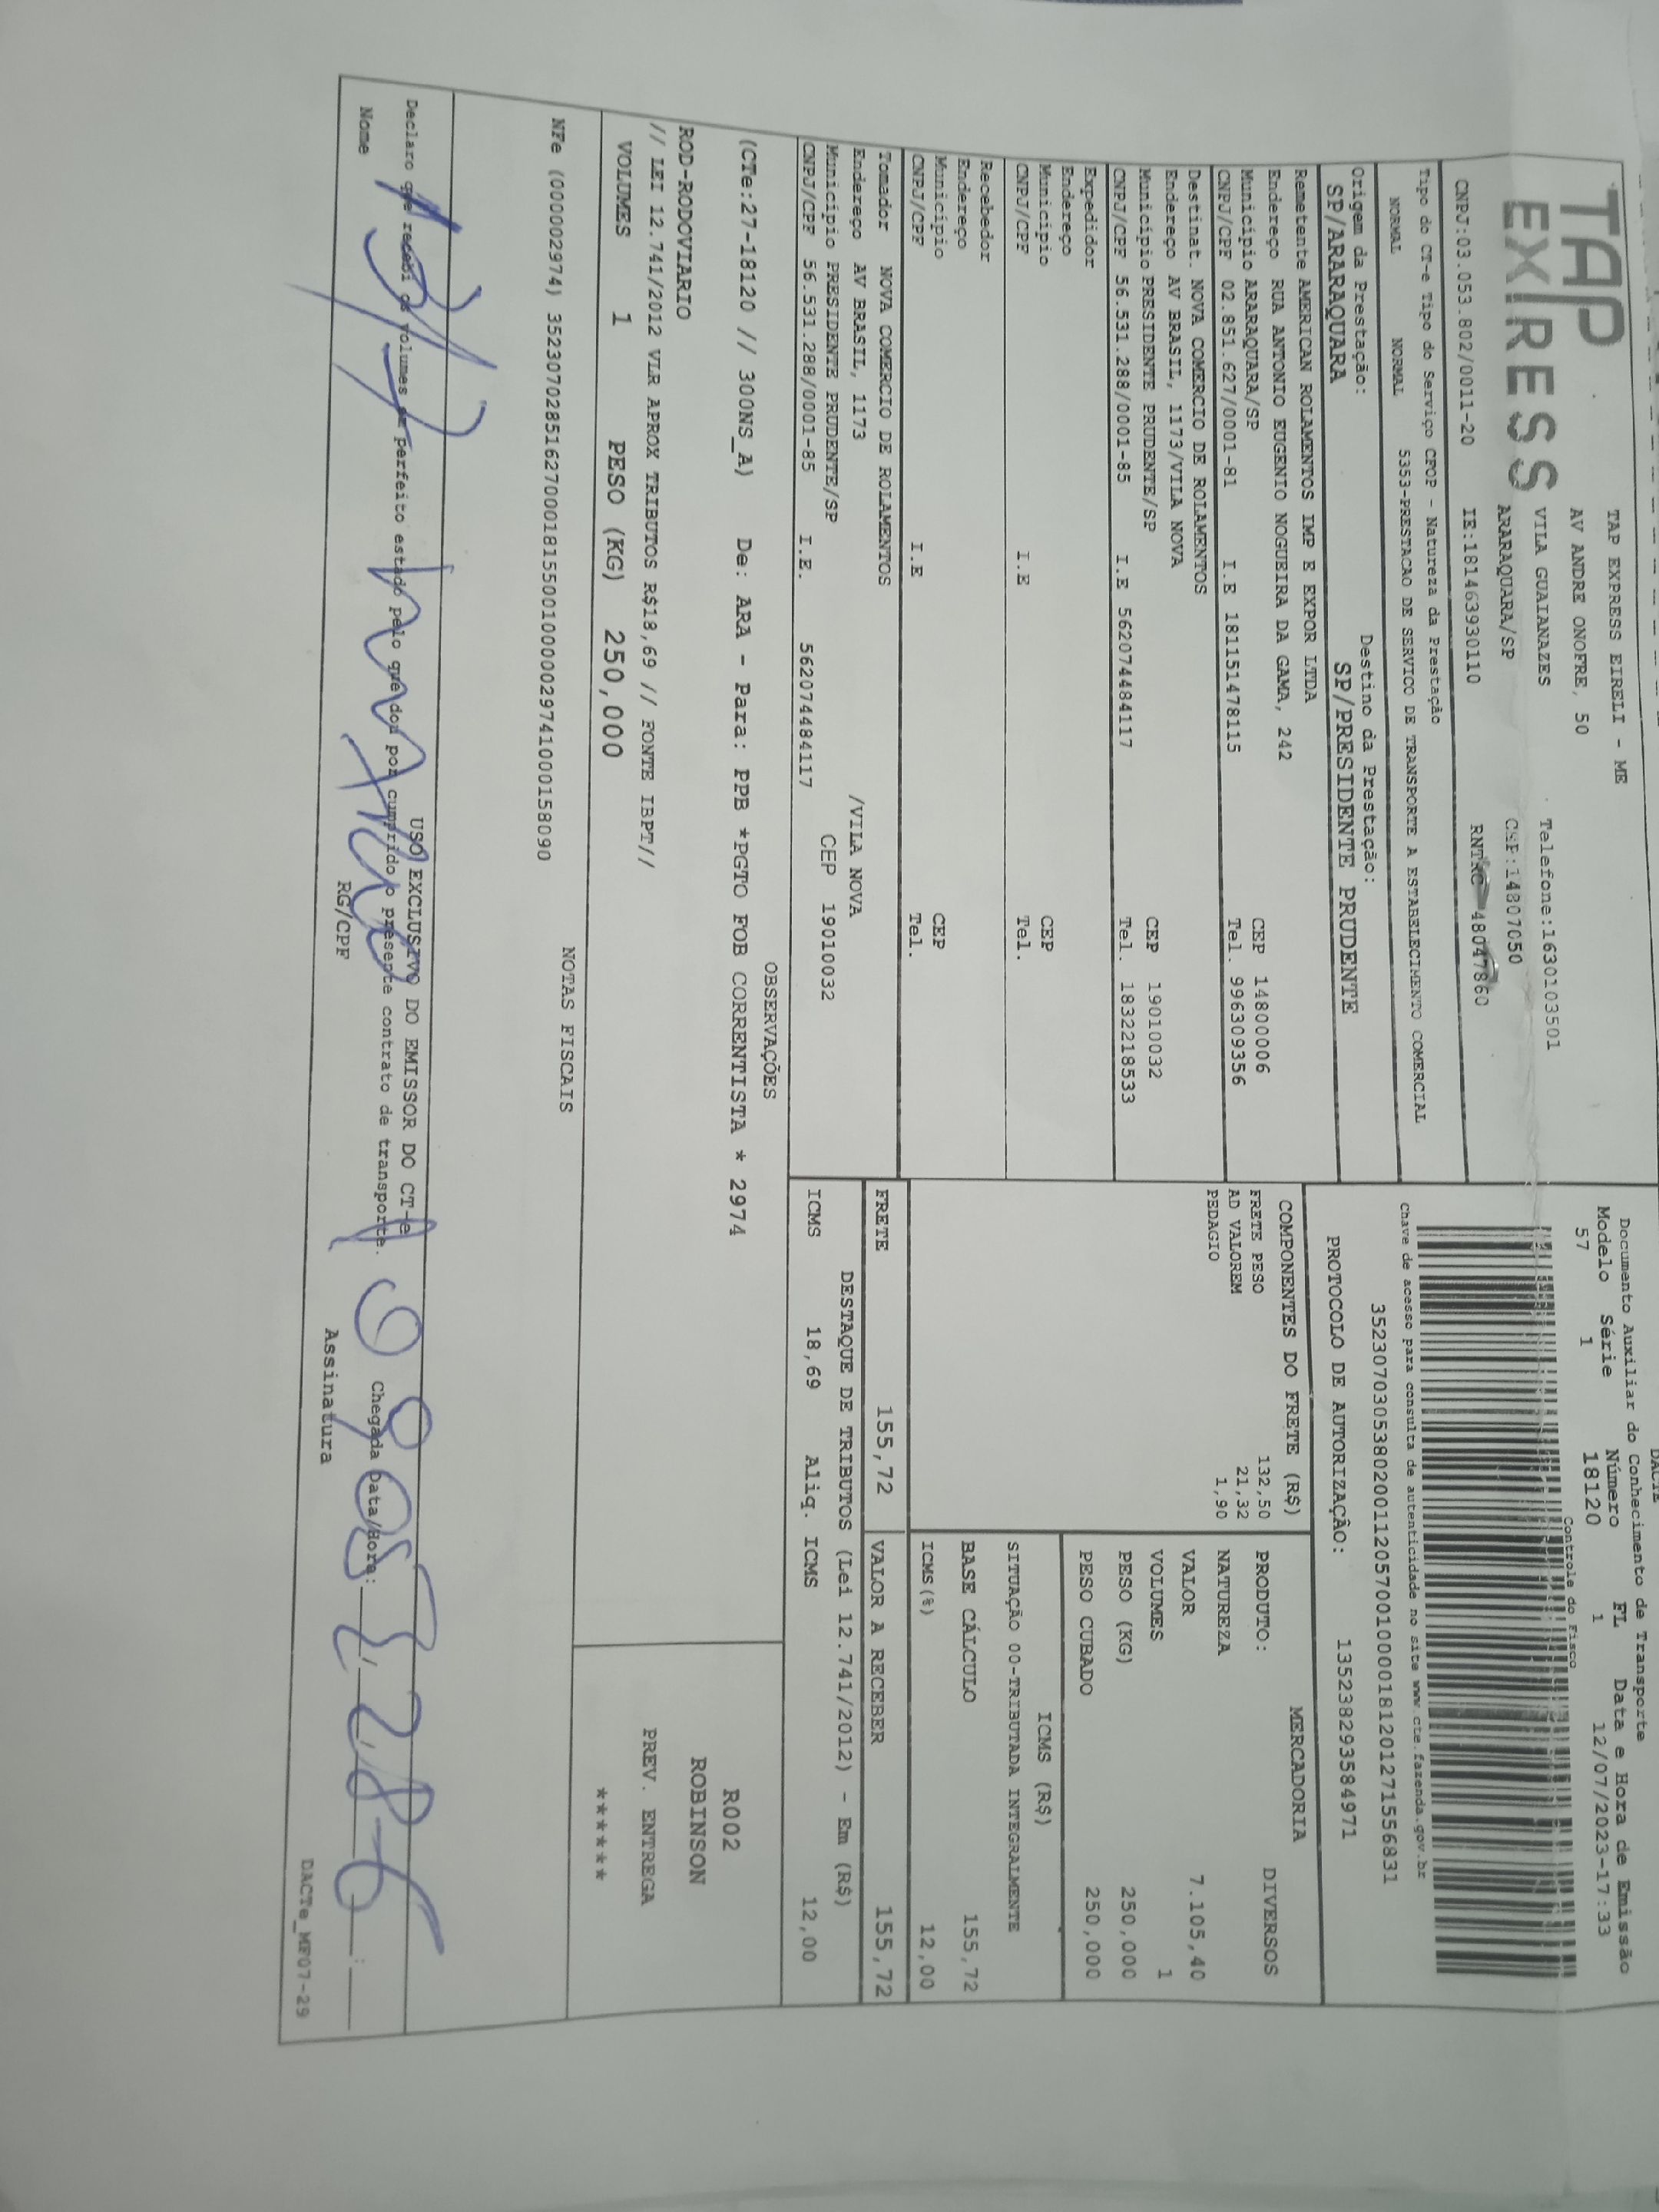 TAP EXPRESS
TAP EXPRESS EIRELI - ME
AV ANDRE ONOFRE, 50
VILA GUAIANAZES Telefone:1630103501
ARARAQUARA/SP CEP:14807050
CNPJ:03.053.802/0011-20 IE:181463930110 RNTRC 48047860
Documento Auxiliar do Conhecimento de Transporte
Modelo Série Número FL Data e Hora de Emissão
57 1 18120 1 12/07/2023-17:33
Controle do Fisco
Tipo do CT-e Tipo do Serviço CFOP - Natureza da Prestação
NORMAL NORMAL 5353-PRESTACAO DE SERVICO DE TRANSPORTE A ESTABELECIMENTO COMERCIAL
Chave de acesso para consulta de autenticidade no site www.cte.fazenda.gov.br
35230703053802001120570010000181201271556831
Origem da Prestação: Destino da Prestação:
SP/ARARAQUARA SP/PRESIDENTE PRUDENTE
PROTOCOLO DE AUTORIZAÇÃO: 135238293584971
Remetente AMERICAN ROLAMENTOS IMP E EXPOR LTDA
Endereço RUA ANTONIO EUGENIO NOGUEIRA DA GAMA, 242
Município ARARAQUARA/SP CEP 14800006
CNPJ/CPF 02.851.627/0001-81 I.E 181151478115 Tel. 996309356
Destinat. NOVA COMERCIO DE ROLAMENTOS
Endereço AV BRASIL, 1173/VILA NOVA
Município PRESIDENTE PRUDENTE/SP CEP 19010032
CNPJ/CPF 56.531.288/0001-85 I.E 562074484117 Tel. 1832218533
Expedidor
Endereço
Município CEP
CNPJ/CPF I.E Tel.
Recebedor
Endereço
Município CEP
CNPJ/CPF I.E Tel.
Tomador NOVA COMERCIO DE ROLAMENTOS
Endereço AV BRASIL, 1173 /VILA NOVA
Município PRESIDENTE PRUDENTE/SP CEP 19010032
CNPJ/CPF 56.531.288/0001-85 I.E. 562074484117
COMPONENTES DO FRETE (R$)
FRETE PESO 132,50
AD VALOREM 21,32
PEDAGIO 1,90
MERCADORIA
PRODUTO: DIVERSOS
NATUREZA
VALOR 7.105,40
VOLUMES 1
PESO (KG) 250,000
PESO CUBADO 250,000
ICMS (R$)
SITUAÇÃO 00-TRIBUTADA INTEGRALMENTE
BASE CÁLCULO 155,72
ICMS(%) 12,00
FRETE 155,72 VALOR A RECEBER 155,72
DESTAQUE DE TRIBUTOS (Lei 12.741/2012) - Em (R$)
ICMS 18,69 Aliq. ICMS 12,00
OBSERVAÇÕES
(CTe:27-18120 // 300NS_A) De: ARA - Para: PPB *PGTO FOB CORRENTISTA * 2974
ROD-RODOVIARIO
// LEI 12.741/2012 VLR APROX TRIBUTOS R$18,69 // FONTE IBPT//
VOLUMES 1 PESO (KG) 250,000
R002
ROBINSON
PREV. ENTREGA
******
NOTAS FISCAIS
NFe (000002974) 35230702851627000181550010000029741000158090
USO EXCLUSIVO DO EMISSOR DO CT-e
Declaro que recebi os volumes em perfeito estado pelo que dou por cumprido o presente contrato de transporte. Chegada Data/Hora:
Nome RG/CPF Assinatura
DACTe_MF07-29